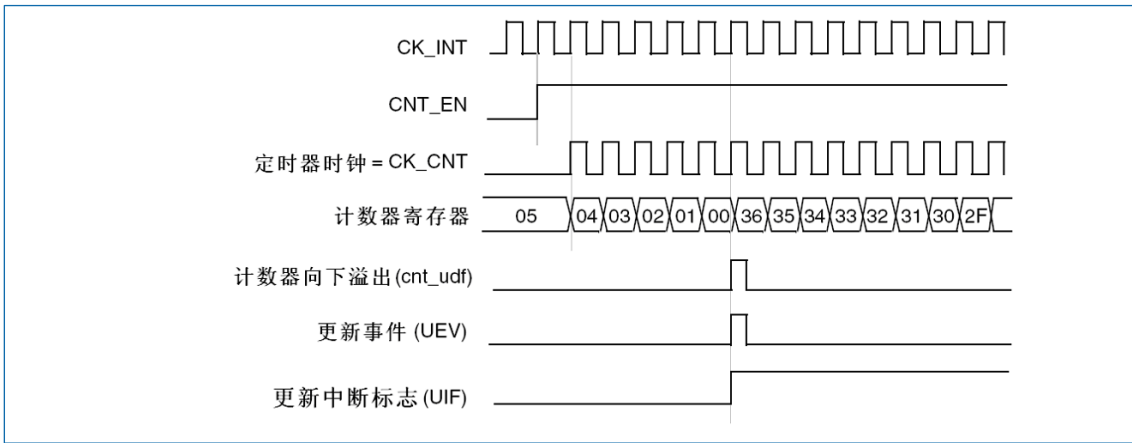 CK_INT
CNT_EN
定时器时钟 = CK_CNT
计数器寄存器 05 04 03 02 01 00 36 35 34 33 32 31 30 2F
计数器向下溢出(cnt_udf)
更新事件 (UEV)
更新中断标志 (UIF)